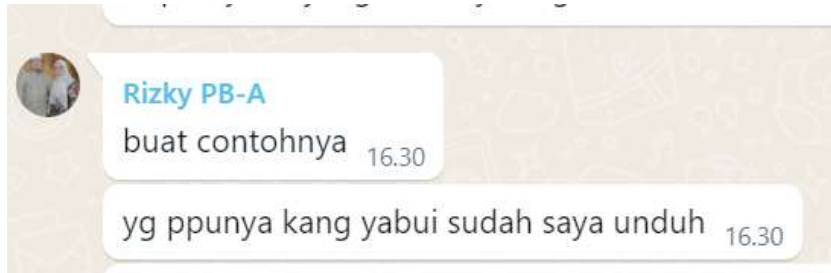 Rizky PB-A
buat contohnya 16.30
yg ppunya kang yabui sudah saya unduh 16.30